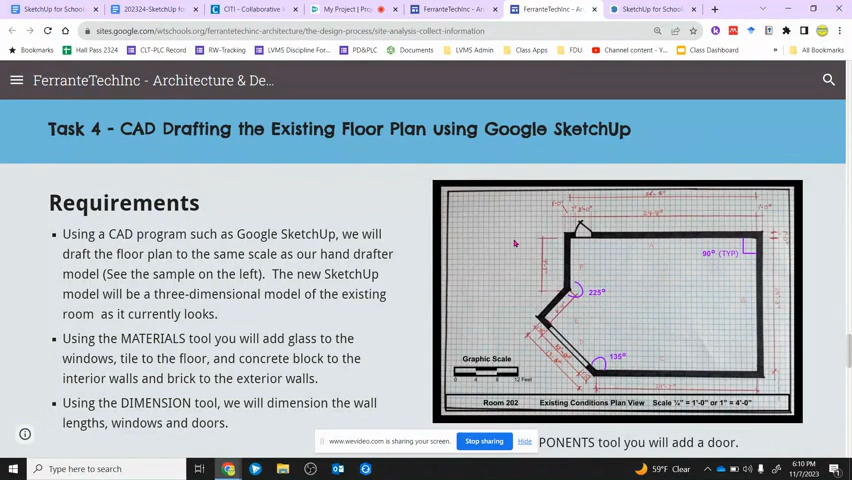 SketchUp for School
202324-SketchUp for
CITI - Collaborative I
My Project | Proj
FerranteTechInc - Ar
FerranteTechInc - Ar
SketchUp for School
sites.google.com/wtschools.org/ferrantetechinc-architecture/the-design-process/site-analysis-collect-information
Bookmarks
Hall Pass 2324
CLT-PLC Record
RW-Tracking
LVMS Discipline For...
PD&PLC
Documents
LVMS Admin
Class Apps
FDU
Channel content - Y...
Class Dashboard
All Bookmarks
FerranteTechInc - Architecture & De...
Task 4 - CAD Drafting the Existing Floor Plan using Google SketchUp
Requirements
Using a CAD program such as Google SketchUp, we will
draft the floor plan to the same scale as our hand drafter
model (See the sample on the left). The new SketchUp
model will be a three-dimensional model of the existing
room as it currently looks.
Using the MATERIALS tool you will add glass to the
windows, tile to the floor, and concrete block to the
interior walls and brick to the exterior walls.
Using the DIMENSION tool, we will dimension the wall
lengths, windows and doors.
90° (TYP)
225°
135°
Graphic Scale
0 4 8 12 Feet
Room 202 Existing Conditions Plan View Scale ¼" = 1'-0" or 1" = 4'-0"
www.wevideo.com is sharing your screen.
Stop sharing
Hide
PONENTS tool you will add a door.
Type here to search
59°F Clear
6:10 PM
11/7/2023